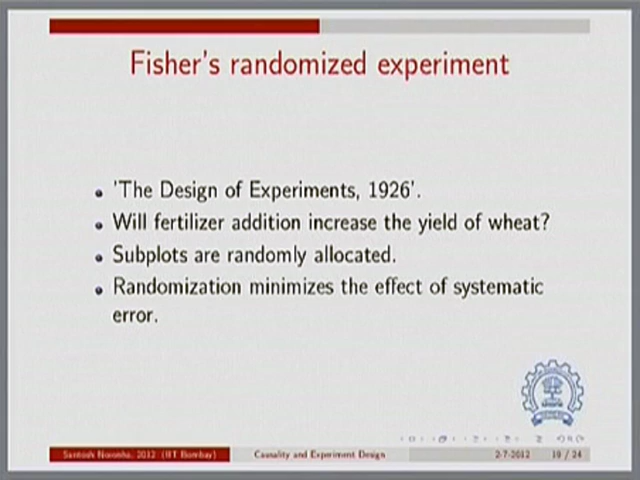 Fisher's randomized experiment
'The Design of Experiments, 1926'.
Will fertilizer addition increase the yield of wheat?
Subplots are randomly allocated.
Randomization minimizes the effect of systematic
error.
Santosh Noronha, 2012 (IIT Bombay) Causality and Experiment Design 2-7-2012 19 / 24